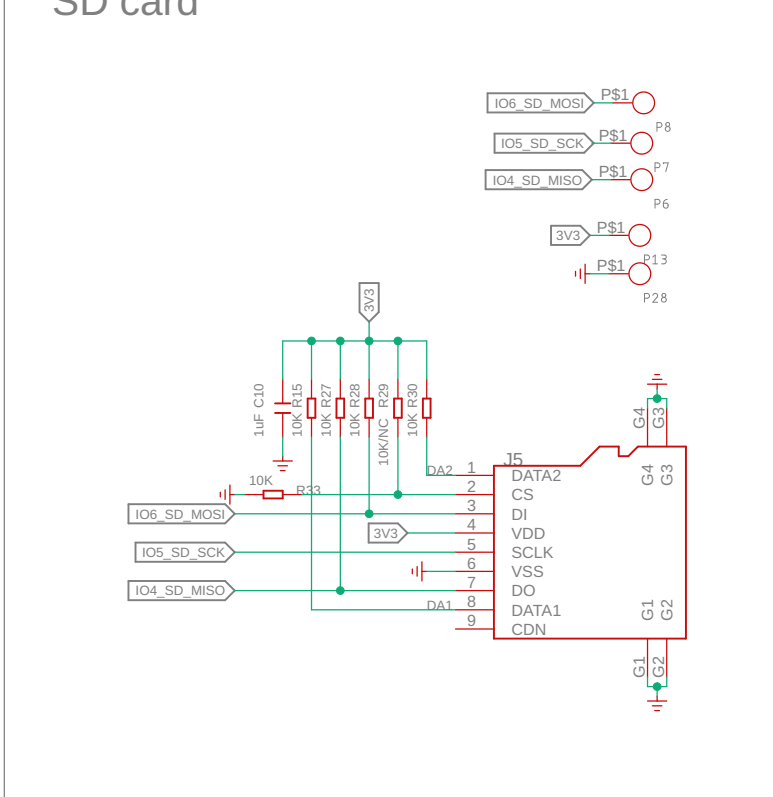 SD card
IO6_SD_MOSI P$1
P8
IO5_SD_SCK P$1
P7
IO4_SD_MISO P$1
P6
3V3 P$1
P13
P$1
P28
3V3
1uF C10
10K R15
10K R27
10K R28
10K/NC R29
10K R30
G4 G3
J5
G4 G3
DA2 1 DATA2
10K R33 2 CS
IO6_SD_MOSI 3 DI
3V3 4 VDD
IO5_SD_SCK 5 SCLK
6 VSS
IO4_SD_MISO 7 DO
DA1 8 DATA1
9 CDN
G1 G2
G1 G2